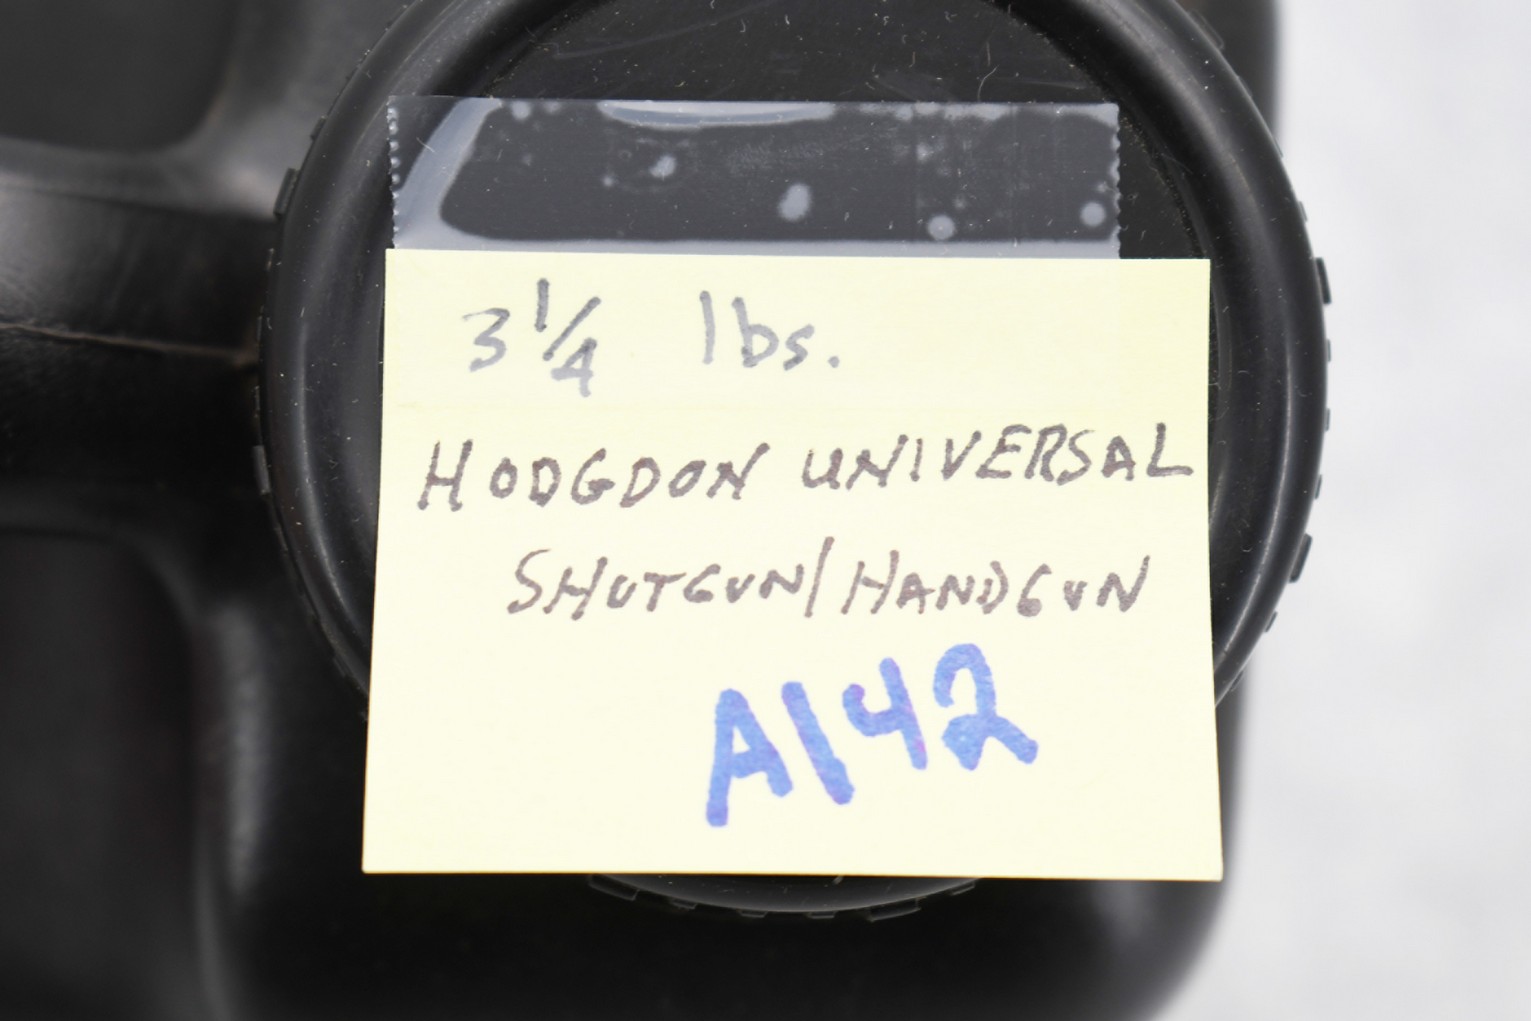 3 1/4 lbs.
HODGDON UNIVERSAL
SHOTGUN/HANDGUN
A142